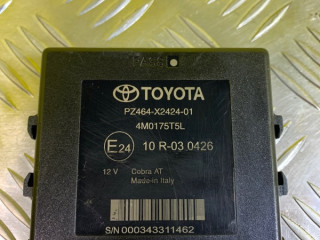 TOYOTA
PZ464-X2424-01
4M0175T5L
E24 10 R-03 0426
12 V Cobra AT
Made-in Italy
S/N 000343311462